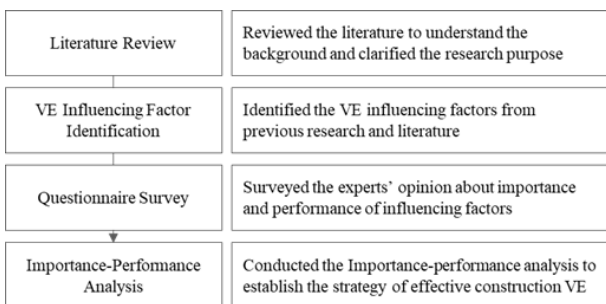 Literature Review
Reviewed the literature to understand the
background and clarified the research purpose
VE Influencing Factor
Identification
Identified the VE influencing factors from
previous research and literature
Questionnaire Survey
Surveyed the experts’ opinion about importance
and performance of influencing factors
Importance-Performance
Analysis
Conducted the Importance-performance analysis to
establish the strategy of effective construction VE